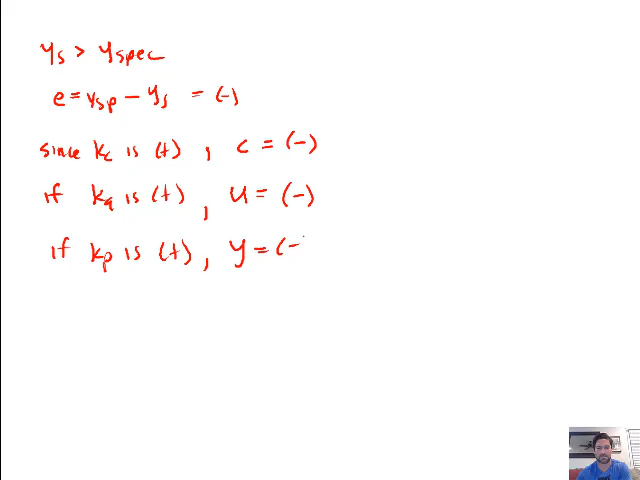 ys > yspec
e = ysp - ys = (-)
since kc is (+), c = (-)
if ka is (+), u = (-)
if kp is (+), y = (-